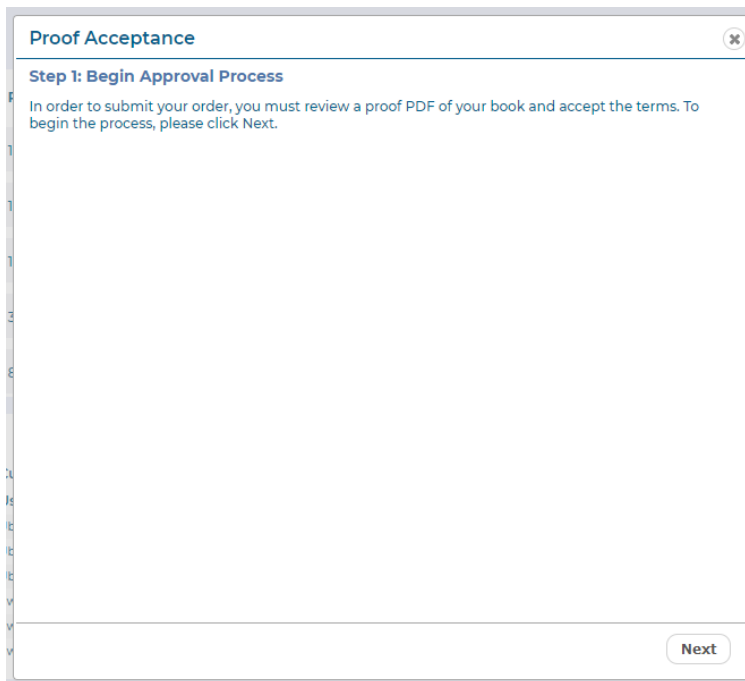 Proof Acceptance
Step 1: Begin Approval Process
In order to submit your order, you must review a proof PDF of your book and accept the terms. To
begin the process, please click Next.
Next